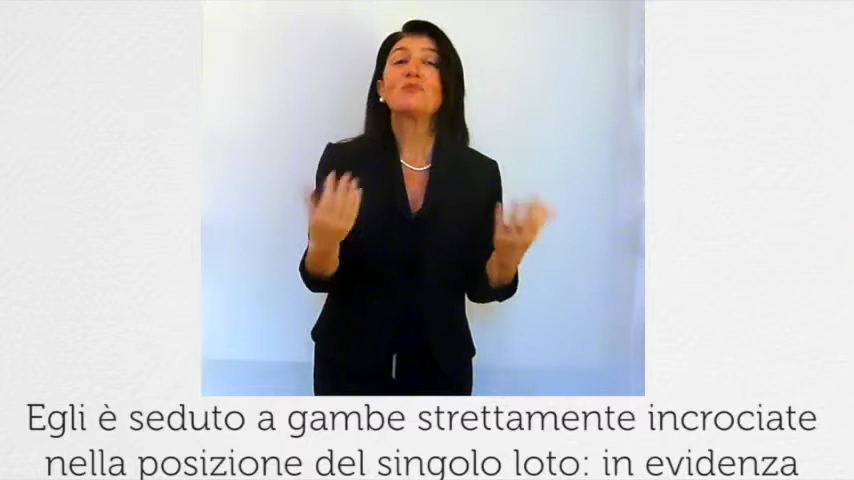 Egli è seduto a gambe strettamente incrociate
nella posizione del singolo loto: in evidenza